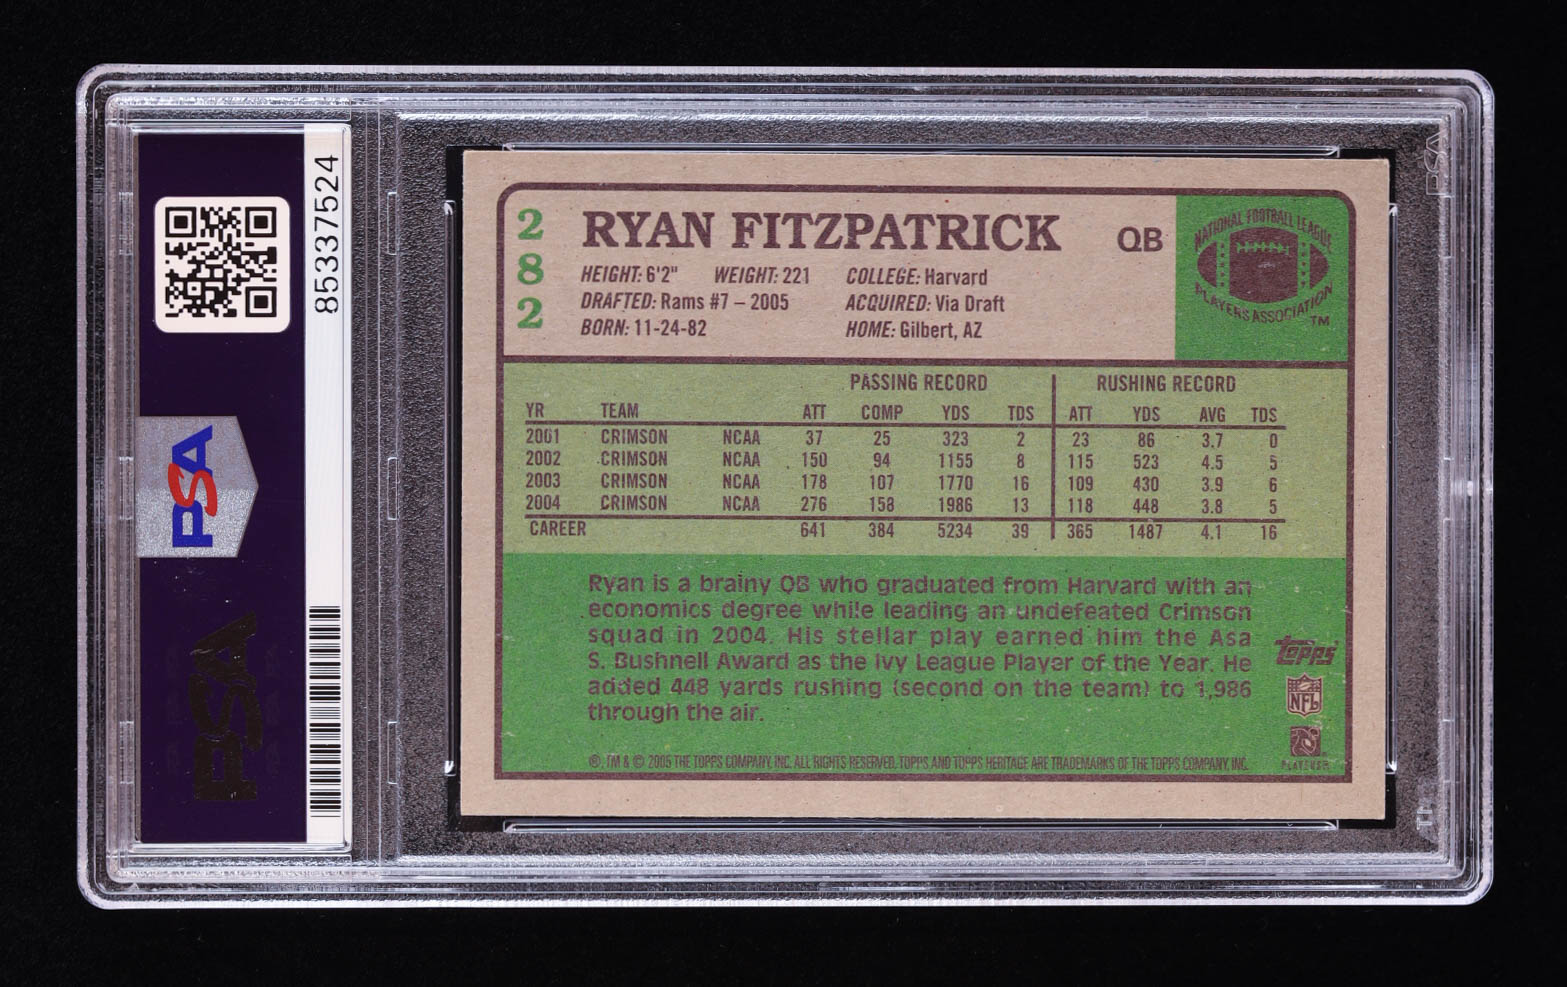 85337524
PSA
PSA
PSA
282
RYAN FITZPATRICK QB
HEIGHT: 6'2" WEIGHT: 221 COLLEGE: Harvard
DRAFTED: Rams #7 – 2005 ACQUIRED: Via Draft
BORN: 11-24-82 HOME: Gilbert, AZ
NATIONAL FOOTBALL LEAGUE
PLAYERS ASSOCIATION
TM
PASSING RECORD RUSHING RECORD
YR TEAM ATT COMP YDS TDS ATT YDS AVG TDS
2001 CRIMSON NCAA 37 25 323 2 23 86 3.7 0
2002 CRIMSON NCAA 150 94 1155 8 115 523 4.5 5
2003 CRIMSON NCAA 178 107 1770 16 109 430 3.9 6
2004 CRIMSON NCAA 276 158 1986 13 118 448 3.8 5
CAREER 641 384 5234 39 365 1487 4.1 16
Ryan is a brainy QB who graduated from Harvard with an
economics degree while leading an undefeated Crimson
squad in 2004. His stellar play earned him the Asa
S. Bushnell Award as the Ivy League Player of the Year. He
added 448 yards rushing (second on the team) to 1,986
through the air.
Topps
NFL
PLAYERS
®, TM & © 2005 THE TOPPS COMPANY, INC. ALL RIGHTS RESERVED. TOPPS AND TOPPS HERITAGE ARE TRADEMARKS OF THE TOPPS COMPANY, INC.